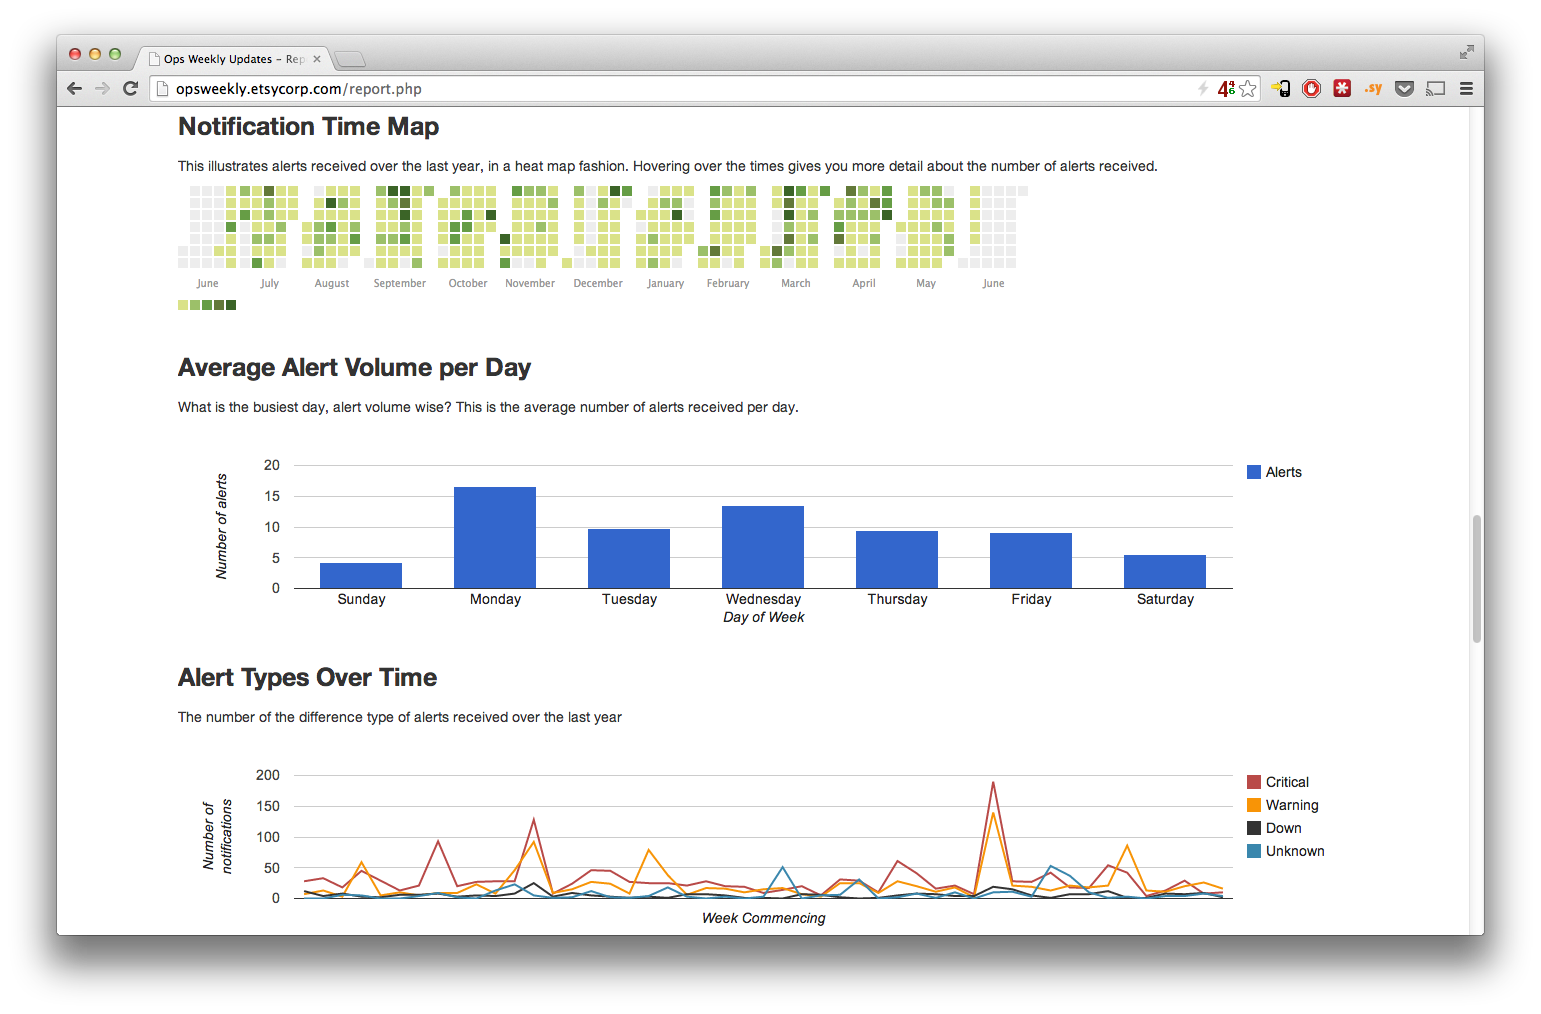 Ops Weekly Updates – Rep
opsweekly.etsycorp.com/report.php
.sy
Notification Time Map
This illustrates alerts received over the last year, in a heat map fashion. Hovering over the times gives you more detail about the number of alerts received.
June July August September October November December January February March April May June
Average Alert Volume per Day
What is the busiest day, alert volume wise? This is the average number of alerts received per day.
20
15
10
5
0
Number of alerts
Alerts
Sunday Monday Tuesday Wednesday Thursday Friday Saturday
Day of Week
Alert Types Over Time
The number of the difference type of alerts received over the last year
200
150
100
50
0
Number of
notifications
Critical
Warning
Down
Unknown
Week Commencing